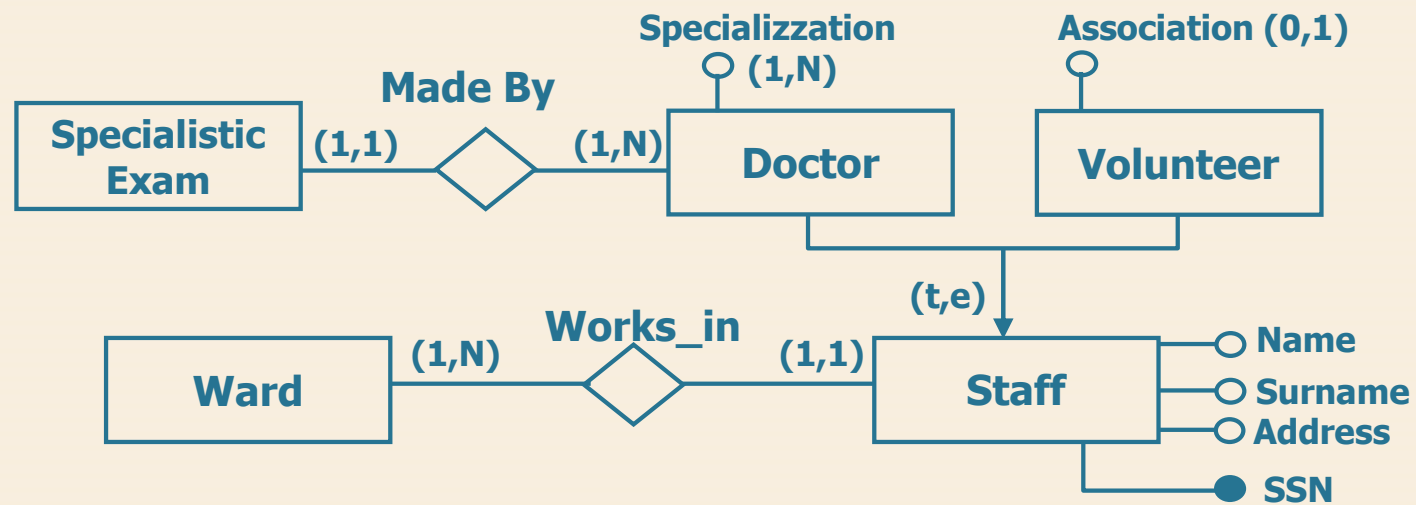 Specializzation
(1,N)
Association (0,1)
Made By
Specialistic
Exam
(1,1)
(1,N)
Doctor
Volunteer
(t,e)
Works_in
Ward
(1,N)
(1,1)
Staff
Name
Surname
Address
SSN